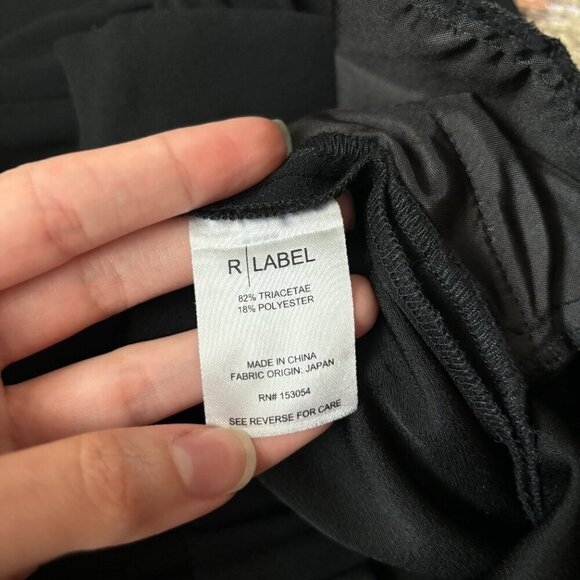 R|LABEL
82% TRIACETAE
18% POLYESTER
MADE IN CHINA
FABRIC ORIGIN. JAPAN
RN# 153054
SEE REVERSE FOR CARE